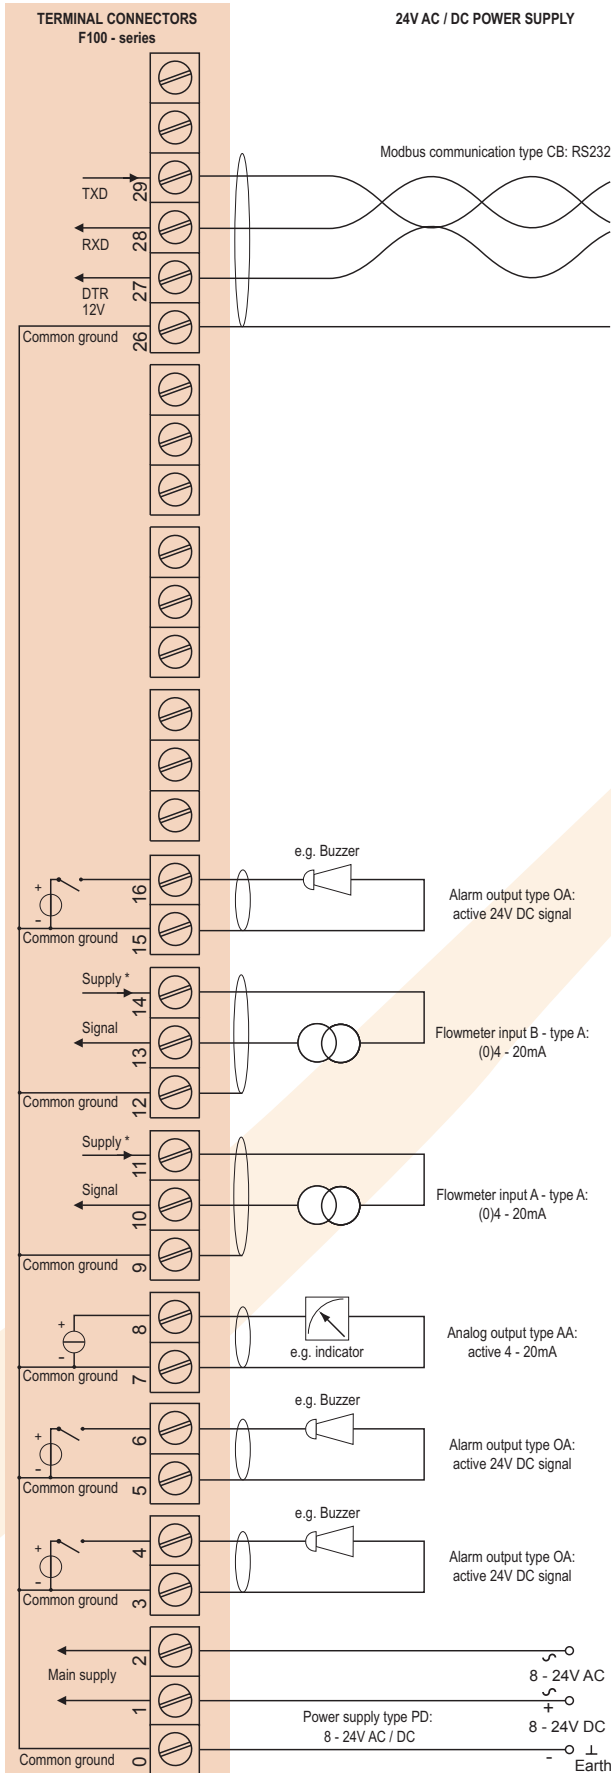 TERMINAL CONNECTORS
F100 - series
24V AC / DC POWER SUPPLY
Modbus communication type CB: RS232
29
TXD
28
RXD
27
DTR
12V
26
Common ground
e.g. Buzzer
16
+
-
Alarm output type OA:
active 24V DC signal
15
Common ground
Supply *
14
Signal
13
Flowmeter input B - type A:
(0)4 - 20mA
12
Common ground
Supply *
11
Signal
10
Flowmeter input A - type A:
(0)4 - 20mA
9
Common ground
8
+
-
e.g. indicator
Analog output type AA:
active 4 - 20mA
7
Common ground
e.g. Buzzer
6
+
-
Alarm output type OA:
active 24V DC signal
5
Common ground
e.g. Buzzer
4
+
-
Alarm output type OA:
active 24V DC signal
3
Common ground
2
Main supply
8 - 24V AC
1
+
Power supply type PD:
8 - 24V AC / DC
8 - 24V DC
0
Common ground
-
Earth